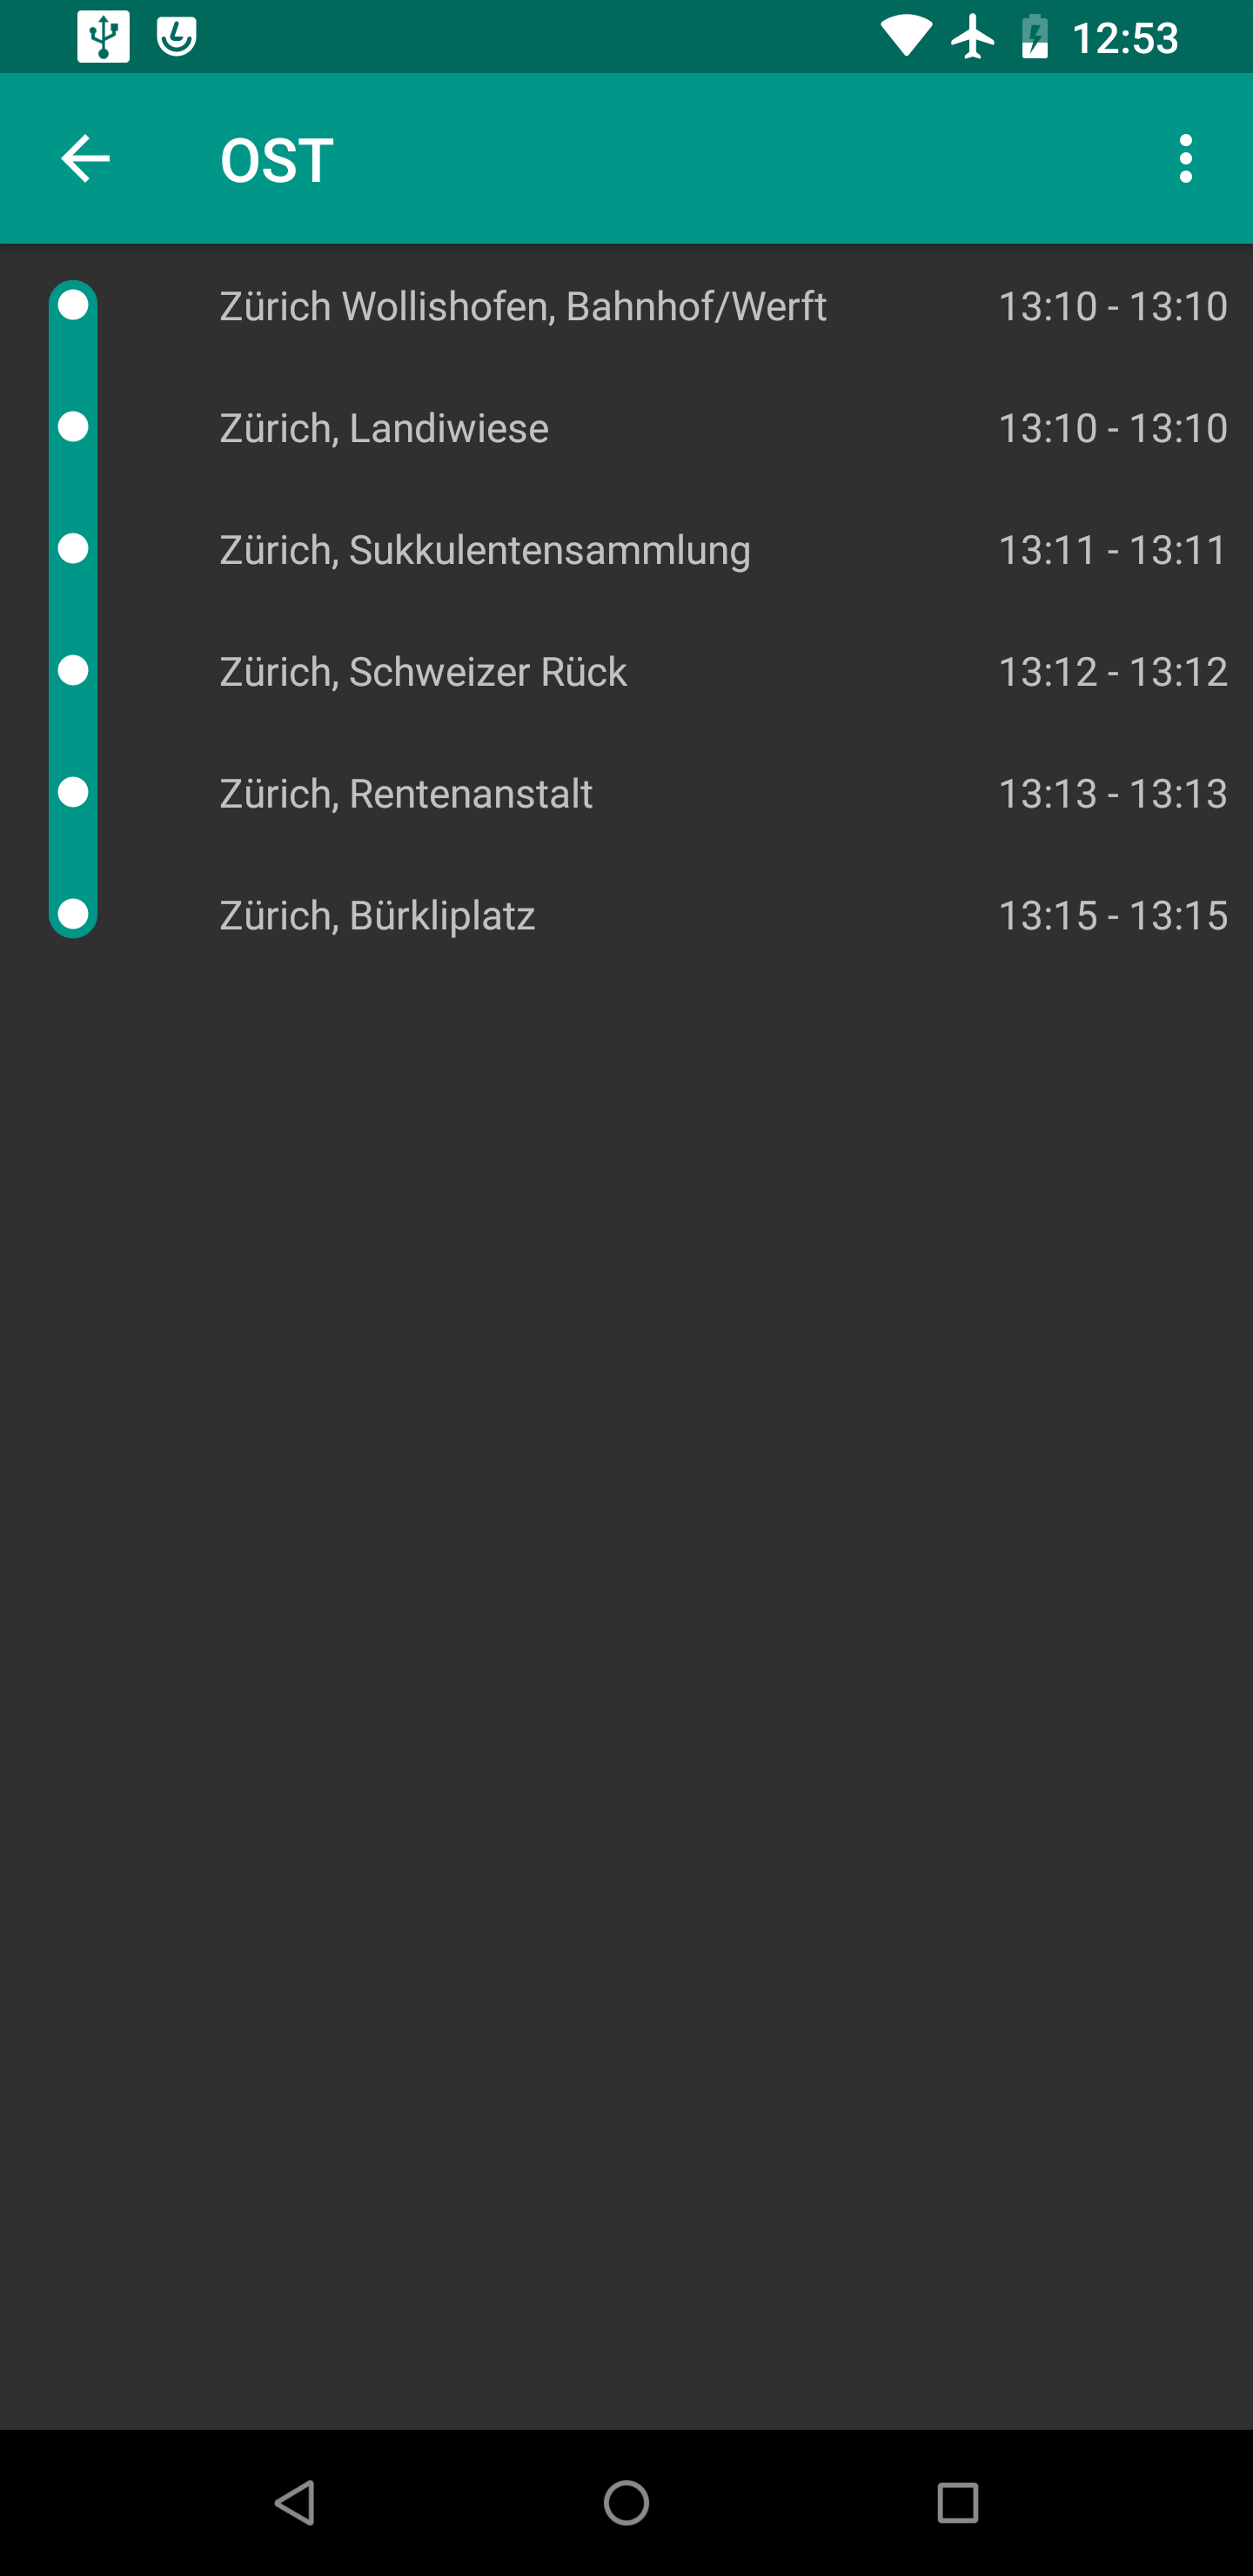 12:53
OST
Zürich Wollishofen, Bahnhof/Werft 13:10 - 13:10
Zürich, Landiwiese 13:10 - 13:10
Zürich, Sukkulentensammlung 13:11 - 13:11
Zürich, Schweizer Rück 13:12 - 13:12
Zürich, Rentenanstalt 13:13 - 13:13
Zürich, Bürkliplatz 13:15 - 13:15